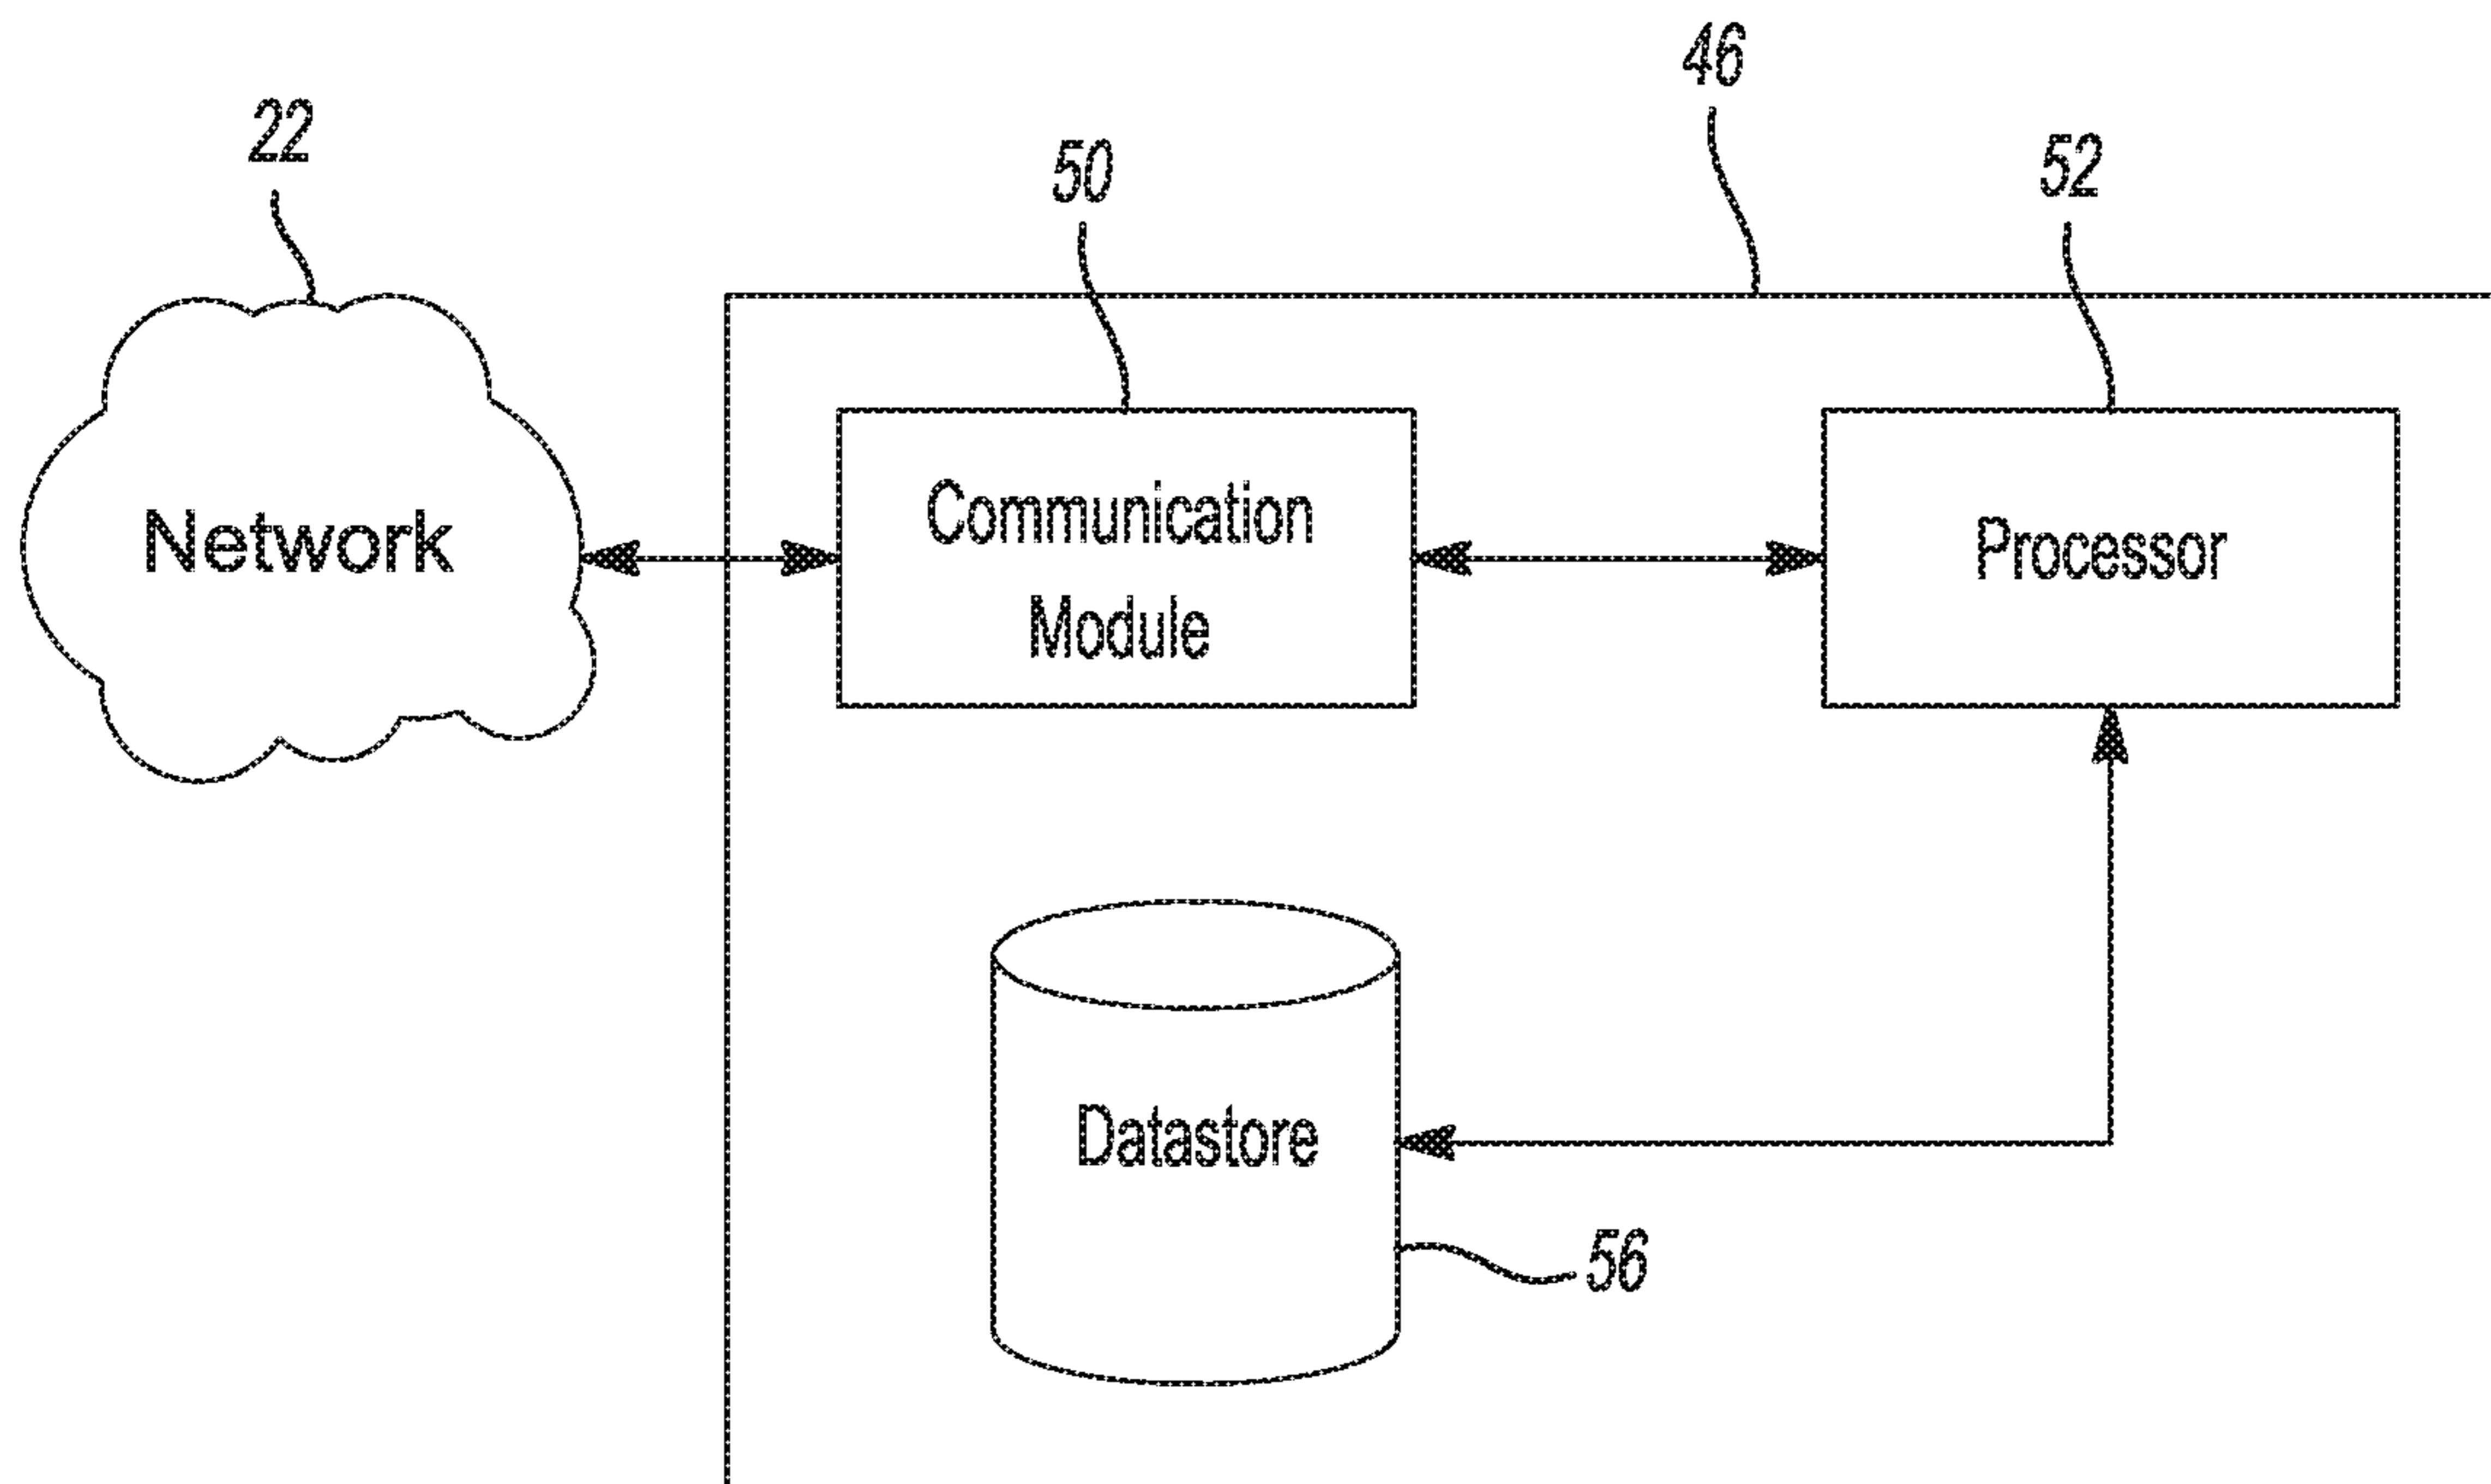 46
22
50
52
Network
Communication
Module
Processor
Datastore
56